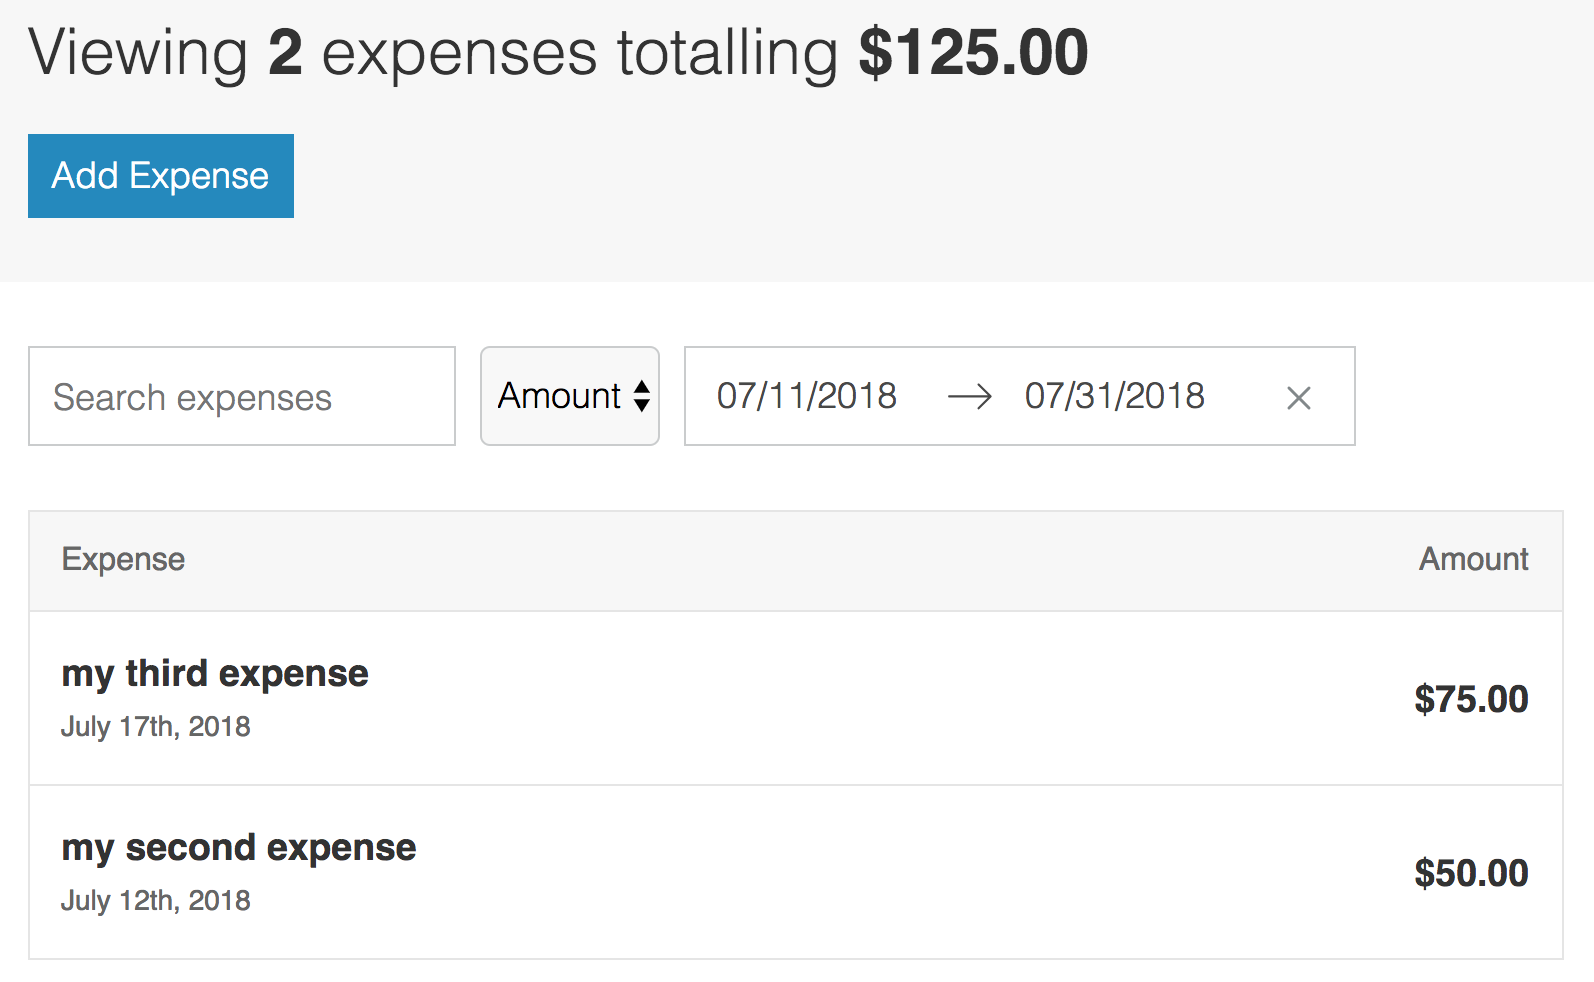 Viewing 2 expenses totalling $125.00
Add Expense
Search expenses
Amount
07/11/2018 → 07/31/2018 ×
Expense Amount
my third expense
July 17th, 2018
$75.00
my second expense
July 12th, 2018
$50.00